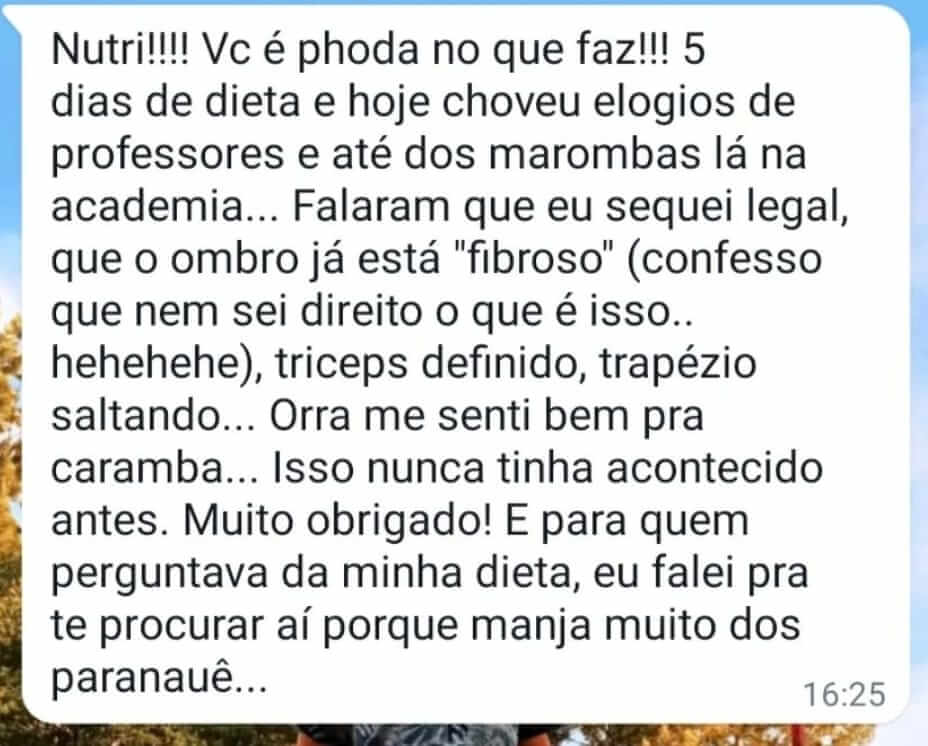 Nutri!!!! Vc é phoda no que faz!!! 5
dias de dieta e hoje choveu elogios de
professores e até dos marombas lá na
academia... Falaram que eu sequei legal,
que o ombro já está "fibroso" (confesso
que nem sei direito o que é isso..
hehehehe), triceps definido, trapézio
saltando... Orra me senti bem pra
caramba... Isso nunca tinha acontecido
antes. Muito obrigado! E para quem
perguntava da minha dieta, eu falei pra
te procurar aí porque manja muito dos
paranauê...
16:25